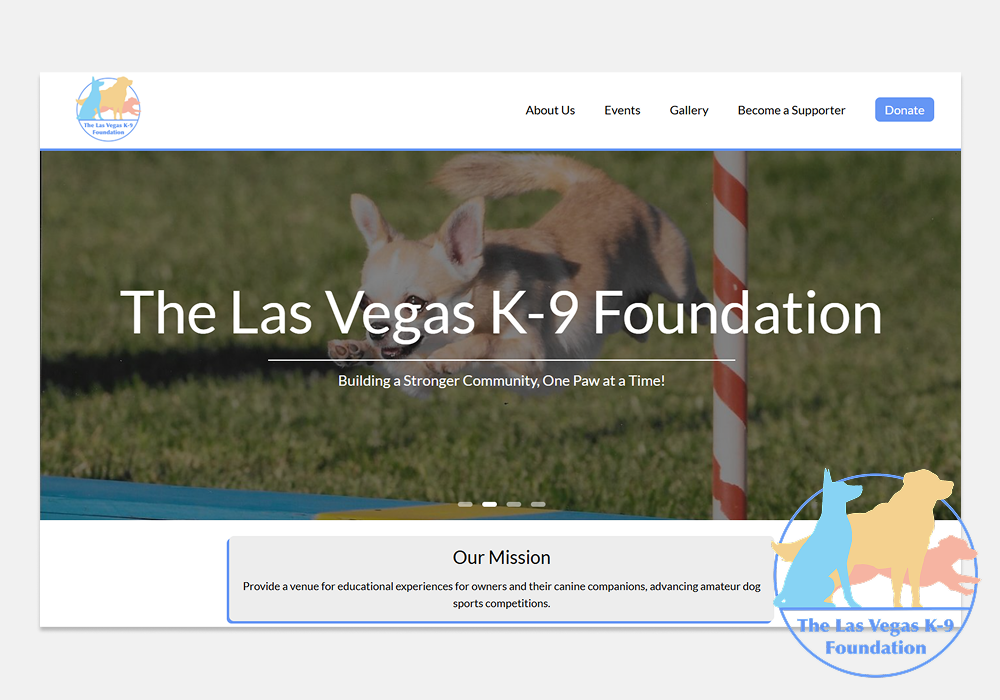 The Las Vegas K-9
Foundation
About Us Events Gallery Become a Supporter Donate
The Las Vegas K-9 Foundation
Building a Stronger Community, One Paw at a Time!
Our Mission
Provide a venue for educational experiences for owners and their canine companions, advancing amateur dog
sports competitions.
The Las Vegas K-9
Foundation